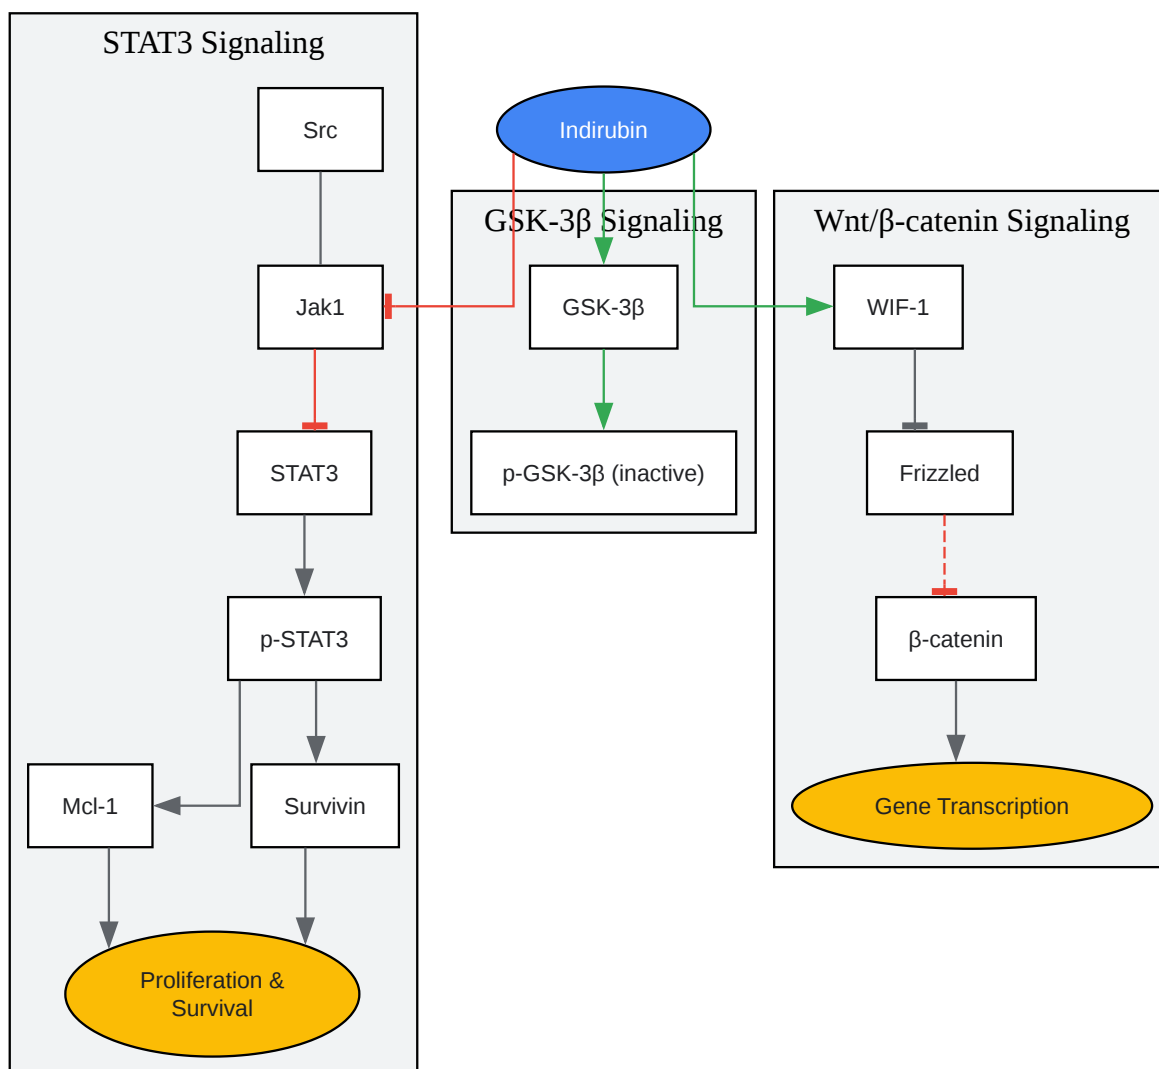 STAT3 Signaling
Src
Jak1
STAT3
p-STAT3
Mcl-1
Survivin
Proliferation &
Survival
Indirubin
GSK-3β Signaling
GSK-3β
p-GSK-3β (inactive)
Wnt/β-catenin Signaling
WIF-1
Frizzled
β-catenin
Gene Transcription